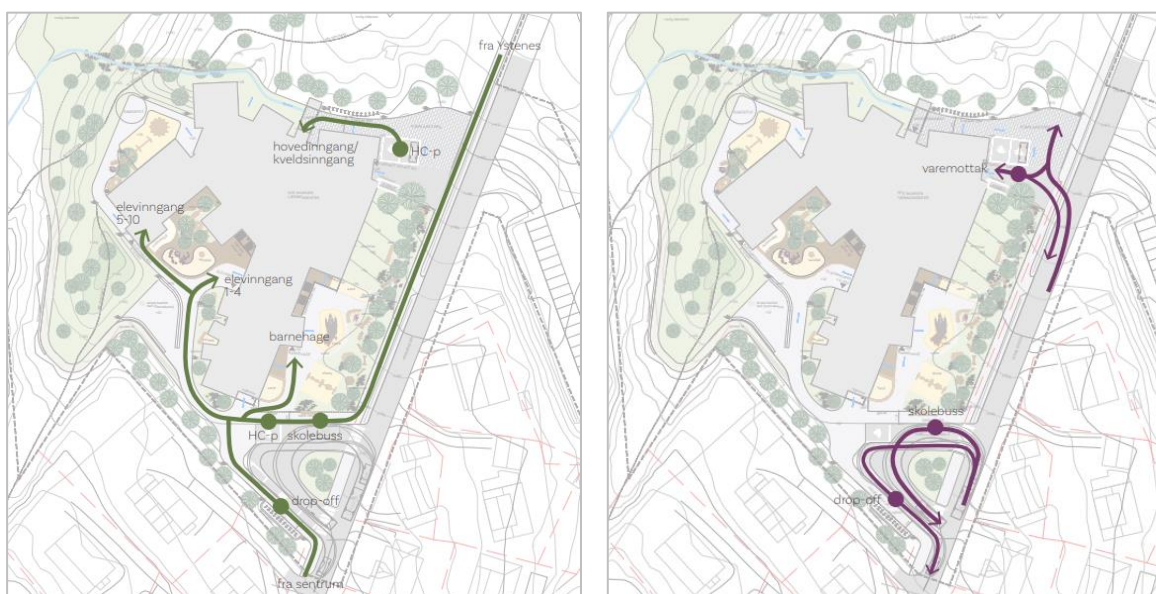 fra Ystenes
HC-p
hovedinngang/
kveldsinngang
elevinngang
5-10
elevinngang
1-4
barnehage
HC-p
skolebuss
drop-off
fra sentrum
varemottak
skolebuss
drop-off